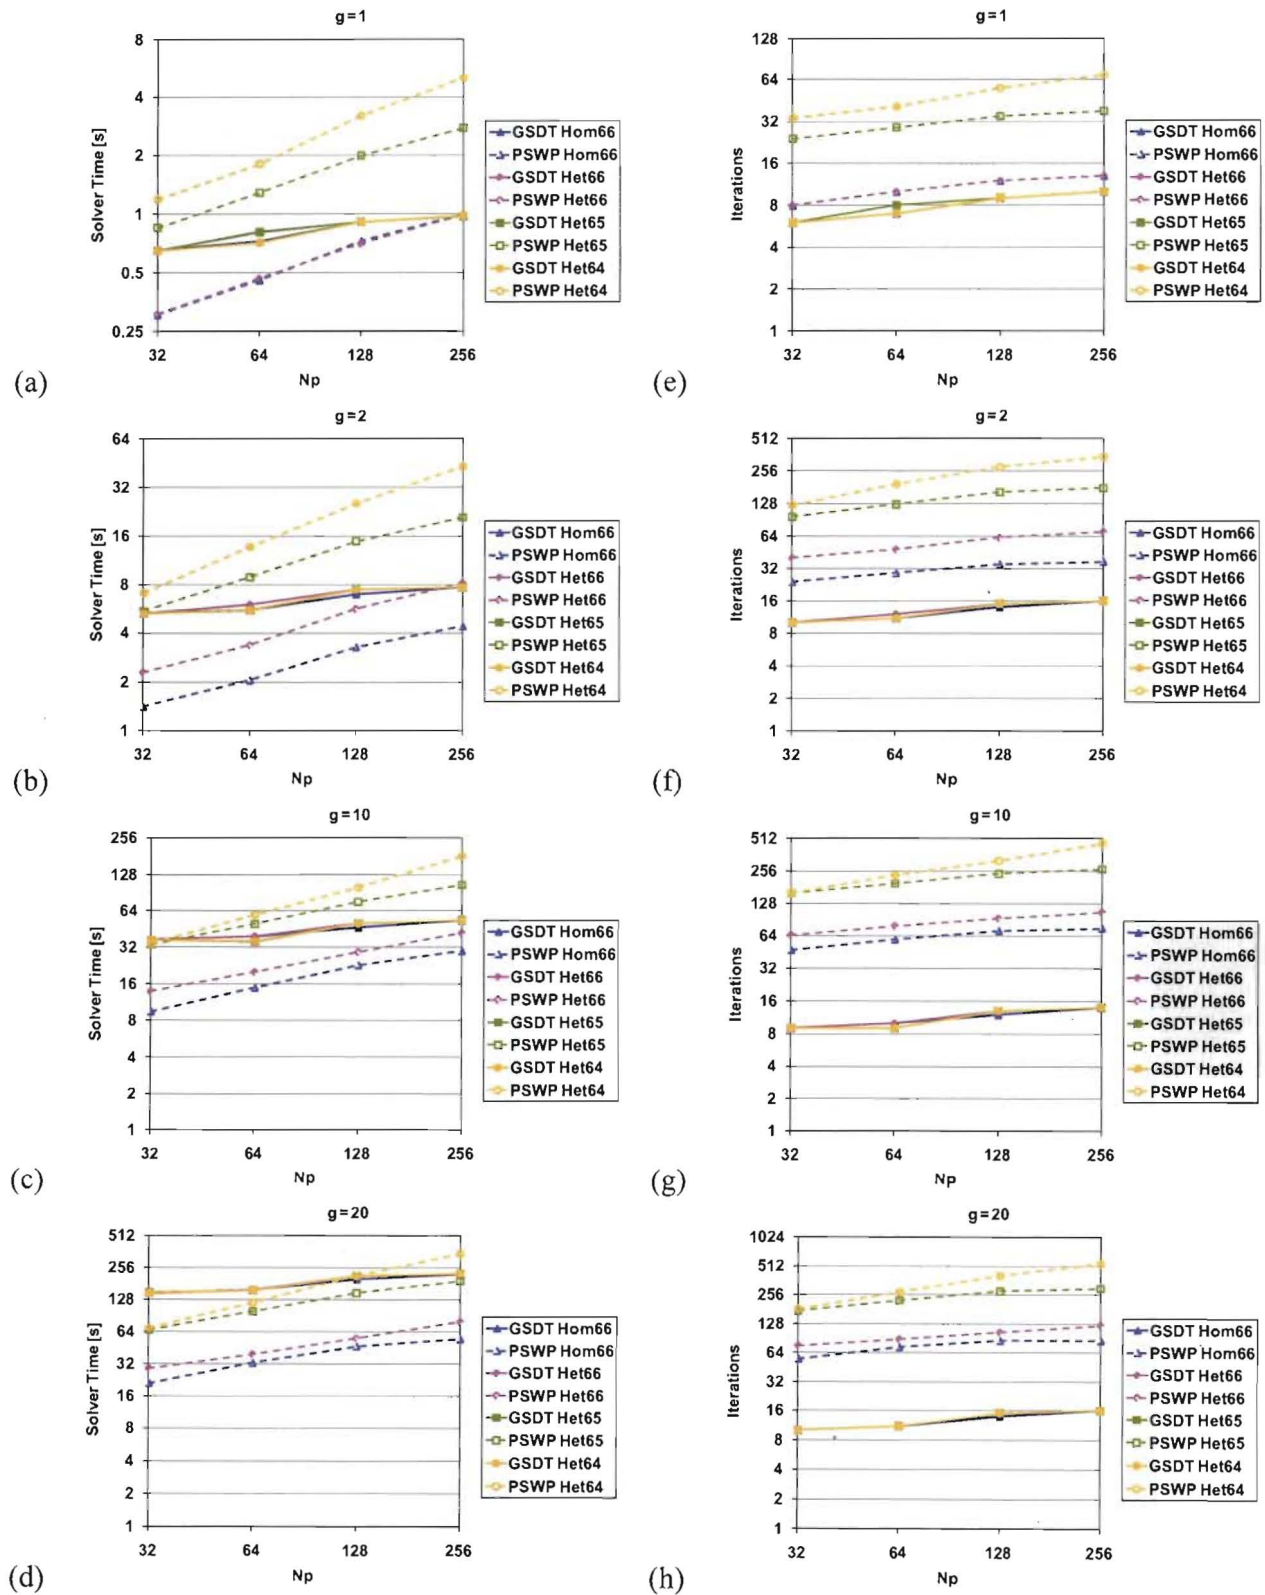 g=1
8
4
2
1
0.5
0.25
Solver Time [s]
32 64 128 256
Np
GSDT Hom66
PSWP Hom66
GSDT Het66
PSWP Het66
GSDT Het65
PSWP Het65
GSDT Het64
PSWP Het64
(a)
g=1
128
64
32
16
8
4
2
1
Iterations
32 64 128 256
Np
GSDT Hom66
PSWP Hom66
GSDT Het66
PSWP Het66
GSDT Het65
PSWP Het65
GSDT Het64
PSWP Het64
(e)
g=2
64
32
16
8
4
2
1
Solver Time [s]
32 64 128 256
Np
GSDT Hom66
PSWP Hom66
GSDT Het66
PSWP Het66
GSDT Het65
PSWP Het65
GSDT Het64
PSWP Het64
(b)
g=2
512
256
128
64
32
16
8
4
2
1
Iterations
32 64 128 256
Np
GSDT Hom66
PSWP Hom66
GSDT Het66
PSWP Het66
GSDT Het65
PSWP Het65
GSDT Het64
PSWP Het64
(f)
g=10
256
128
64
32
16
8
4
2
1
Solver Time [s]
32 64 128 256
Np
GSDT Hom66
PSWP Hom66
GSDT Het66
PSWP Het66
GSDT Het65
PSWP Het65
GSDT Het64
PSWP Het64
(c)
g=10
512
256
128
64
32
16
8
4
2
1
Iterations
32 64 128 256
Np
GSDT Hom66
PSWP Hom66
GSDT Het66
PSWP Het66
GSDT Het65
PSWP Het65
GSDT Het64
PSWP Het64
(g)
g=20
512
256
128
64
32
16
8
4
2
1
Solver Time [s]
32 64 128 256
Np
GSDT Hom66
PSWP Hom66
GSDT Het66
PSWP Het66
GSDT Het65
PSWP Het65
GSDT Het64
PSWP Het64
(d)
g=20
1024
512
256
128
64
32
16
8
4
2
1
Iterations
32 64 128 256
Np
GSDT Hom66
PSWP Hom66
GSDT Het66
PSWP Het66
GSDT Het65
PSWP Het65
GSDT Het64
PSWP Het64
(h)